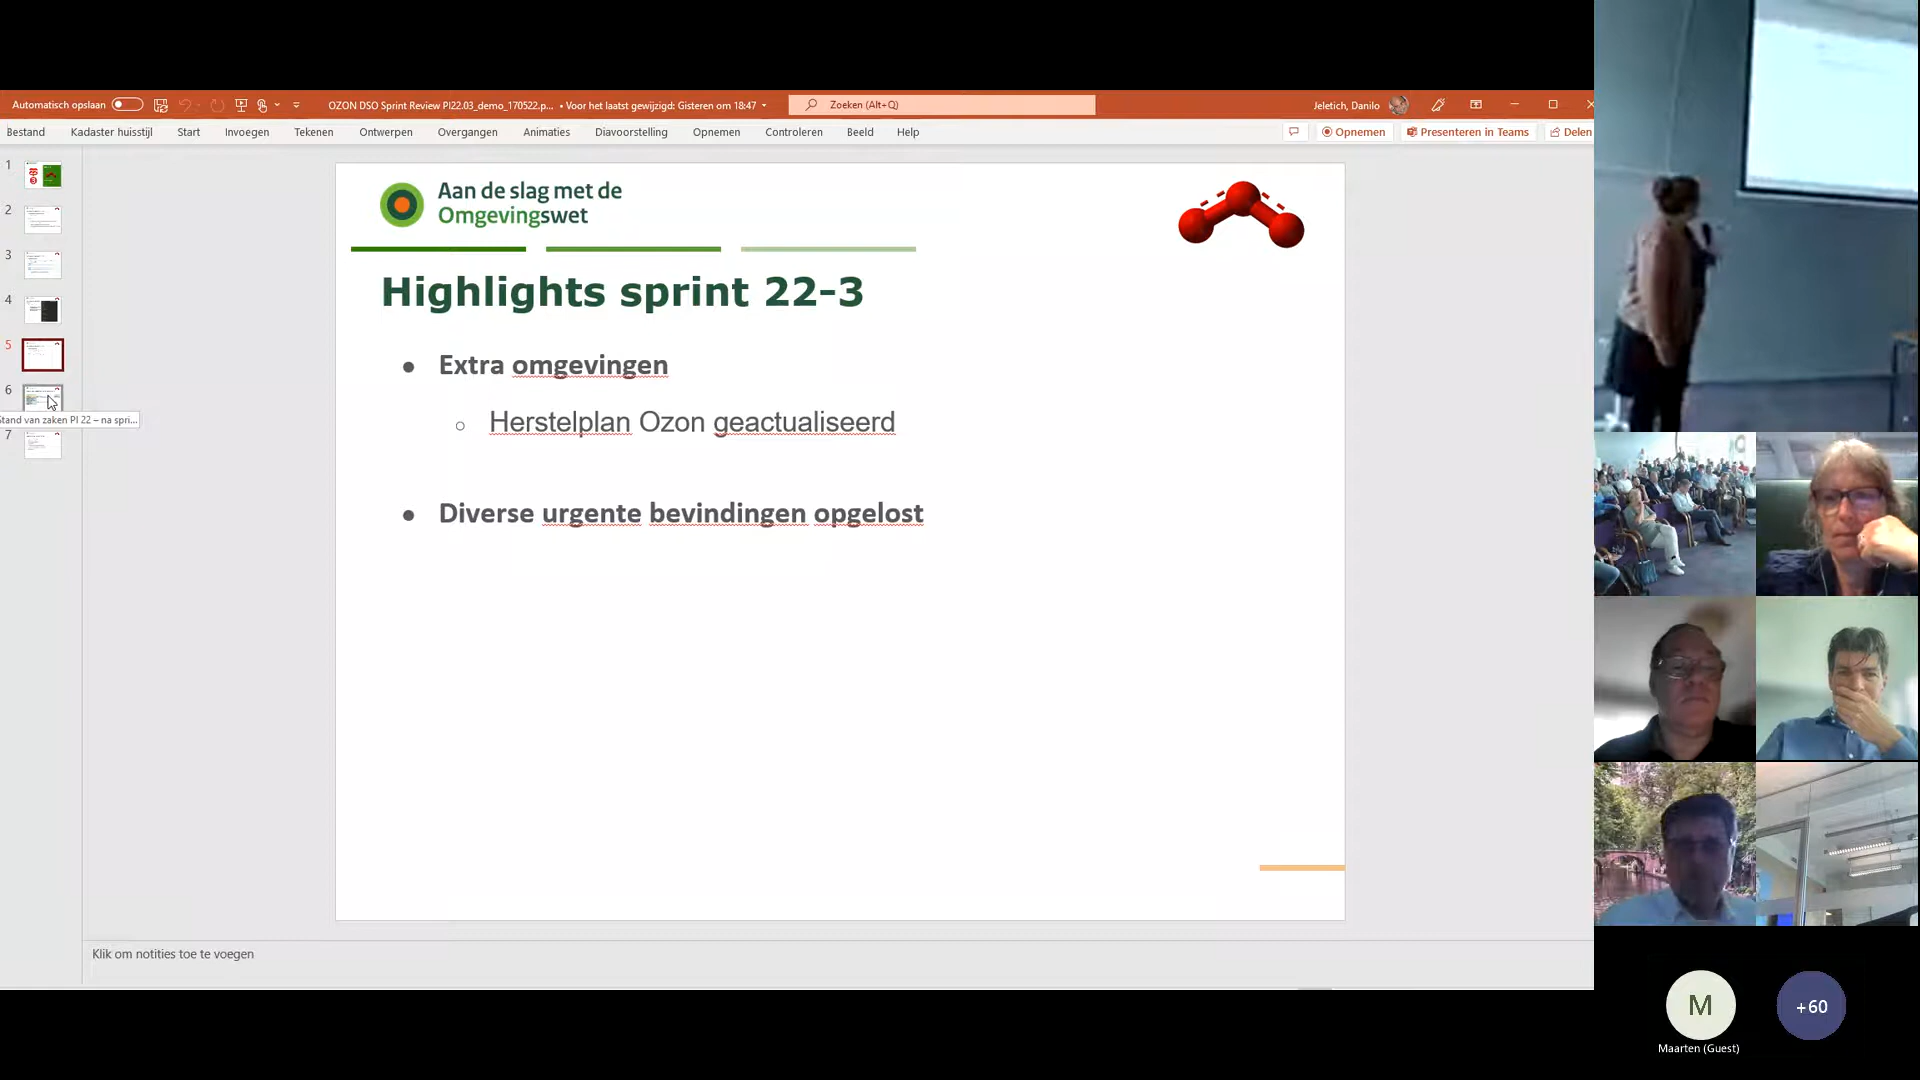 Automatisch opslaan
OZON DSO Sprint Review PI22.03_demo_170522.p... • Voor het laatst gewijzigd: Gisteren om 18:47
Zoeken (Alt+Q)
Jeletich, Danilo
Bestand Kadaster huisstijl Start Invoegen Tekenen Ontwerpen Overgangen Animaties Diavoorstelling Opnemen Controleren Beeld Help
Opnemen Presenteren in Teams Delen
1
2
3
4
5
6
Stand van zaken PI 22 – na spri...
7
Aan de slag met de
Omgevingswet
Highlights sprint 22-3
● Extra omgevingen
○ Herstelplan Ozon geactualiseerd
● Diverse urgente bevindingen opgelost
Klik om notities toe te voegen
M
+60
Maarten (Guest)